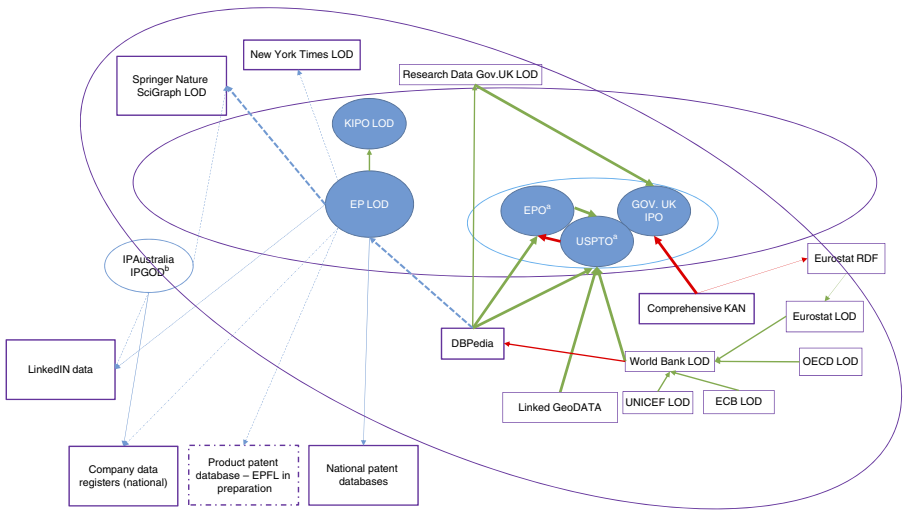 New York Times LOD
Springer Nature
SciGraph LOD
Research Data Gov.UK LOD
KIPO LOD
EP LOD
EPOᵃ
GOV. UK
IPO
USPTOᵃ
IPAustralia
IPGODᵇ
Eurostat RDF
Comprehensive KAN
Eurostat LOD
DBPedia
World Bank LOD
OECD LOD
LinkedIN data
Linked GeoDATA
UNICEF LOD
ECB LOD
Company data
registers (national)
Product patent
database – EPFL in
preparation
National patent
databases